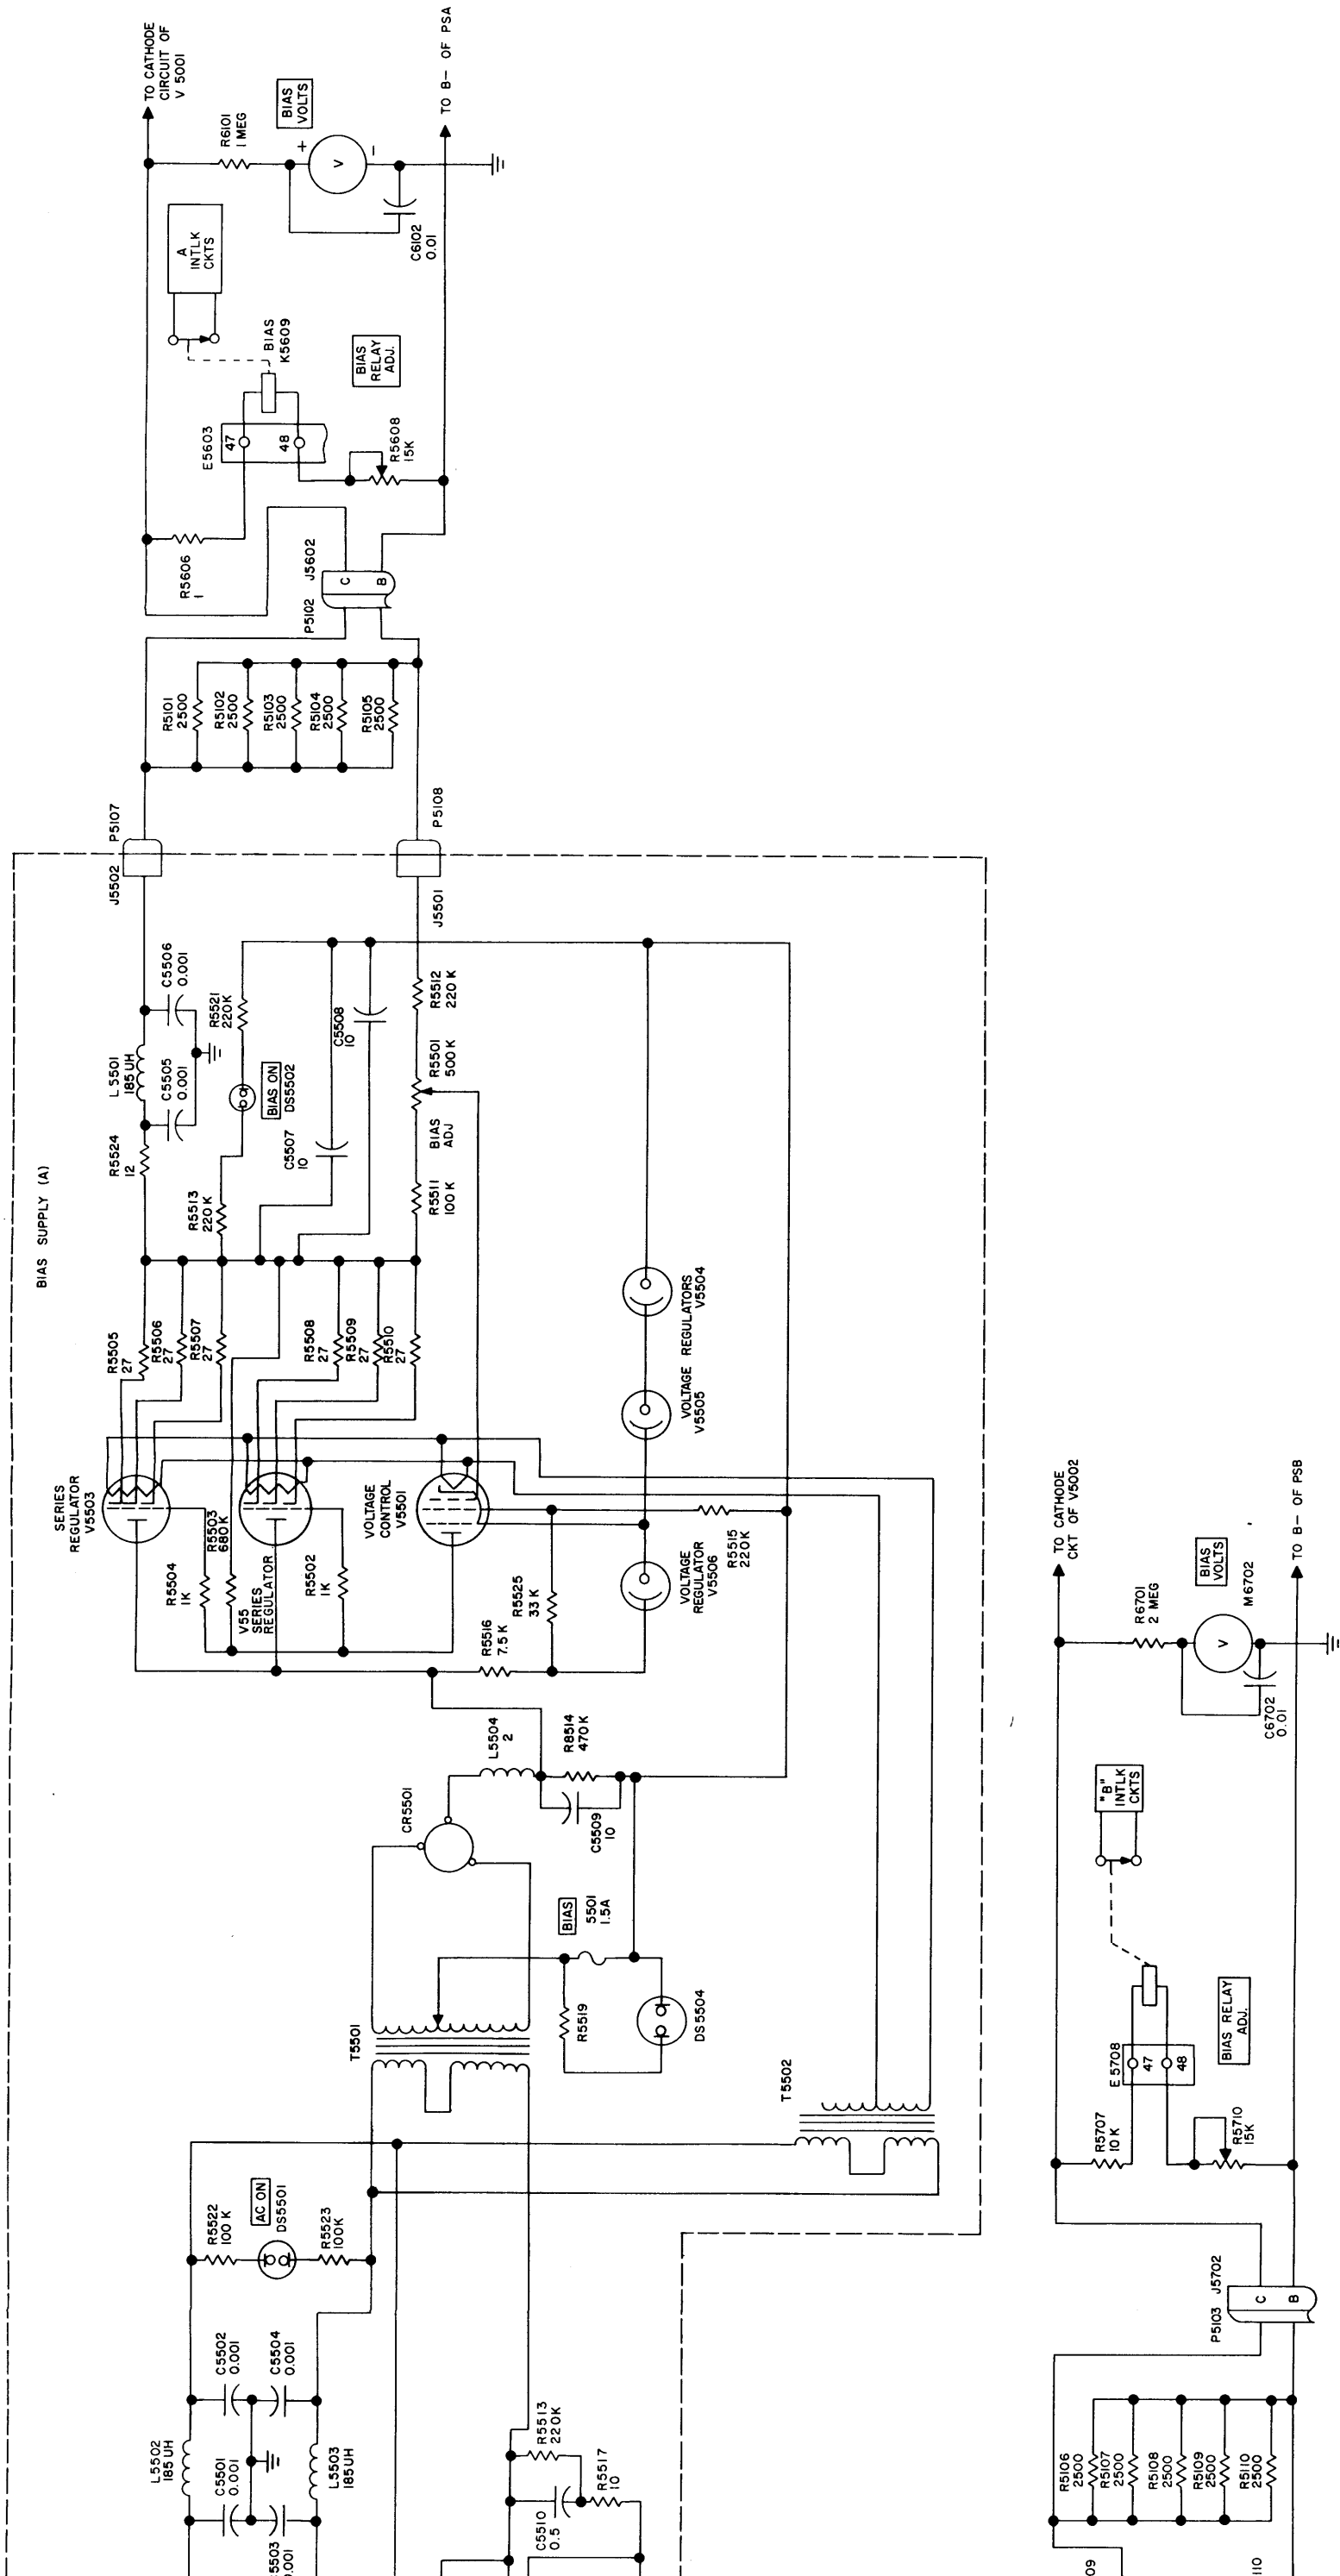 TO CATHODE
CIRCUIT OF
V 5001
TO B– OF PSA
R6101
1 MEG
BIAS
VOLTS
+
V
–
C6102
0.01
A
INTLK
CKTS
BIAS
K5609
BIAS
RELAY
ADJ.
E5603
47
48
R5608
15K
R5606
1
J5602
P5102
C
B
R5101
2500
R5102
2500
R5103
2500
R5104
2500
R5105
2500
P5107
J5502
P5108
J5501
BIAS SUPPLY (A)
L5501
185 UH
C5506
0.001
C5505
0.001
R5524
12
R5521
220K
BIAS ON
DS5502
R5513
220K
C5508
10
C5507
10
R5512
220 K
R5501
500 K
BIAS
ADJ
R5511
100 K
R5505
27
R5506
27
R5507
27
R5508
27
R5509
27
R5510
27
VOLTAGE REGULATORS
V5504
V5505
SERIES
REGULATOR
V5503
R5503
680K
VOLTAGE
CONTROL
V5501
R5504
1K
V55
SERIES
REGULATOR
R5502
1K
R5516
7.5 K
R5525
33 K
VOLTAGE
REGULATOR
V5506
R5515
220K
L5504
2
R8514
470 K
CR5501
C5509
10
BIAS
5501
1.5A
R5519
DS5504
T5501
T5502
R5522
100 K
AC ON
DS5501
R5523
100K
C5502
0.001
C5504
0.001
L5502
185 UH
C5501
0.001
L5503
185UH
5503
0.001
R5513
220K
R5517
10
C5510
0.5
TO CATHODE
CKT OF V5002
TO B– OF PSB
R6701
2 MEG
BIAS
VOLTS
M6702
V
C6702
0.01
"B"
INTLK
CKTS
BIAS RELAY
ADJ.
E 5708
47
48
R5707
10 K
R5710
15K
P5103 J5702
C
B
R5106
2500
R5107
2500
R5108
2500
R5109
2500
R5110
2500
09
110